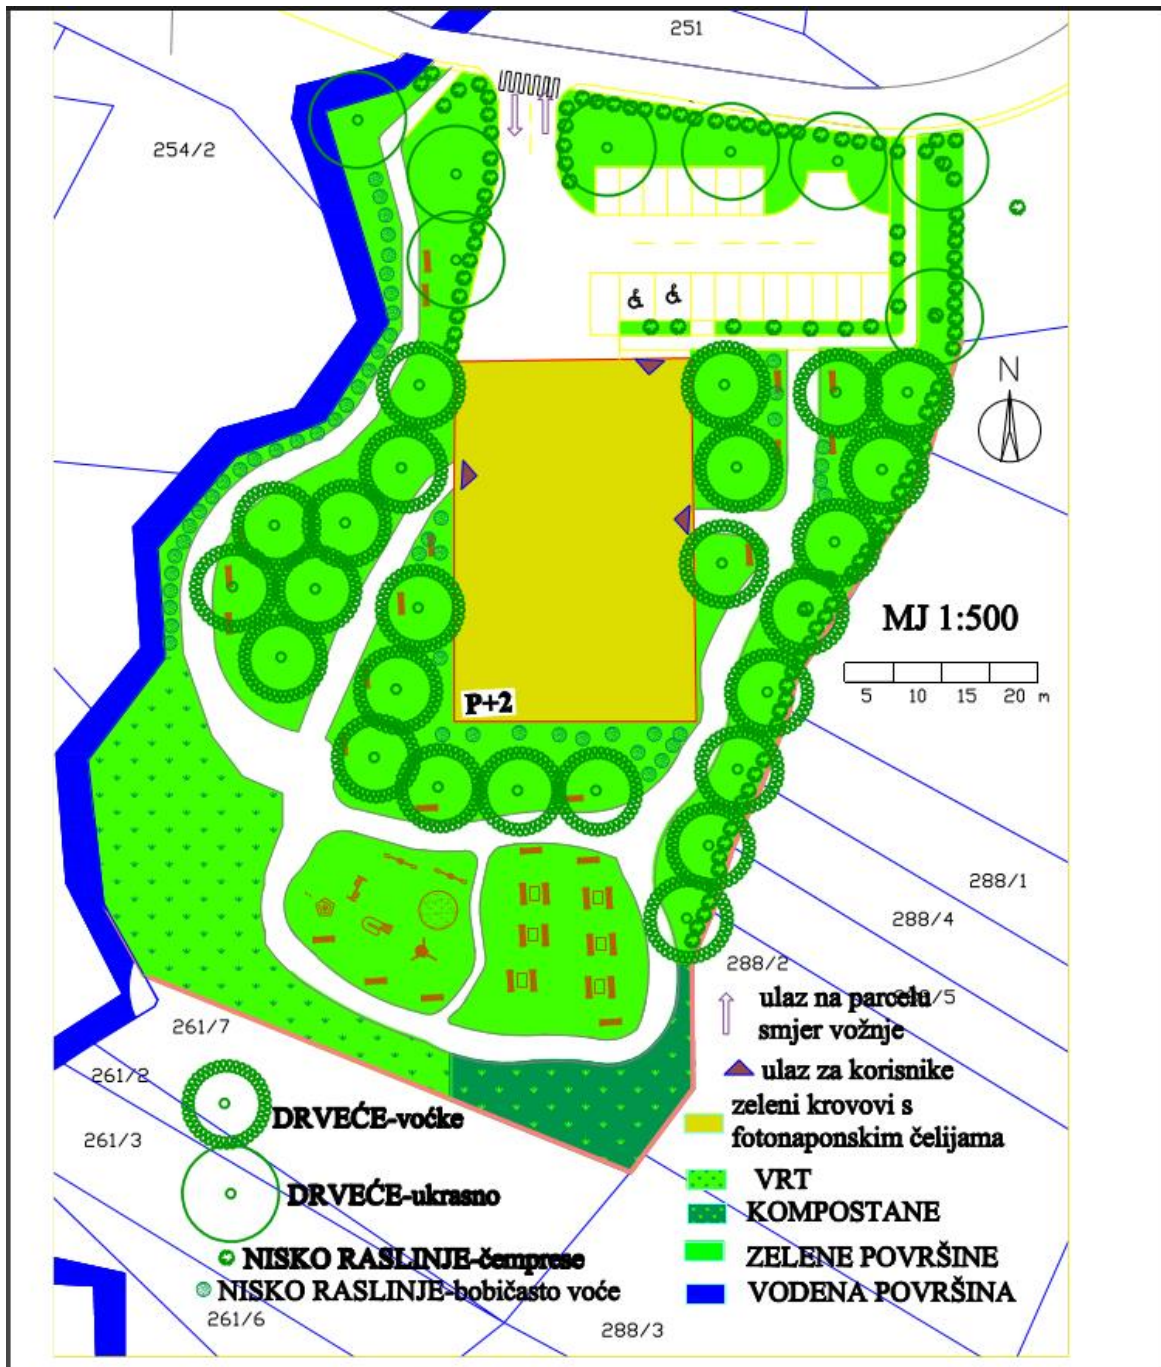 251
254/2
N
MJ 1:500
5 10 15 20 m
P+2
288/1
288/4
288/2
ulaz na parcelu
smjer vožnje
261/7
ulaz za korisnike
261/2
zeleni krovovi s
fotonaponskim čelijama
DRVEĆE-voćke
261/3
VRT
DRVEĆE-ukrasno
KOMPOSTANE
NISKO RASLINJE-čemprese
ZELENE POVRŠINE
NISKO RASLINJE-bobičasto voće
VODENA POVRŠINA
261/6
288/3